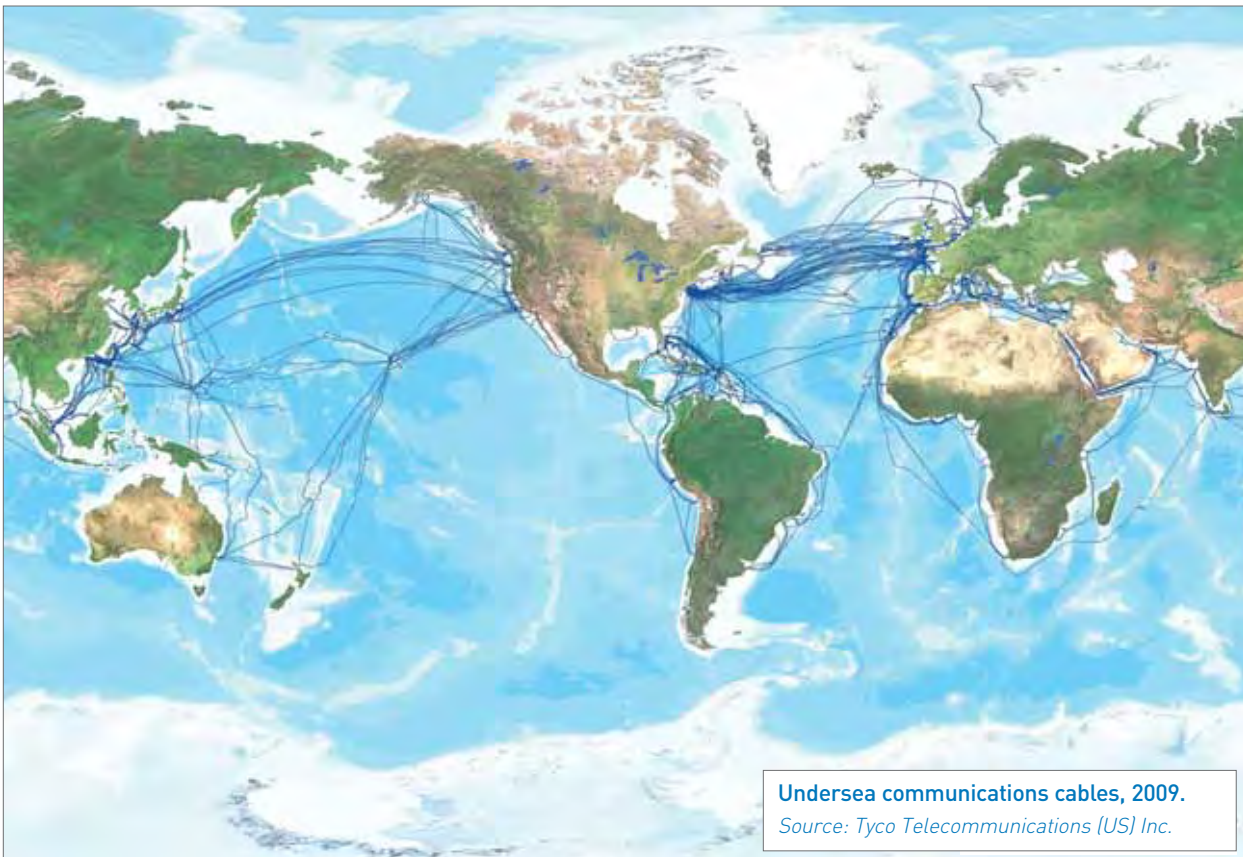 Undersea communications cables, 2009.
Source: Tyco Telecommunications (US) Inc.